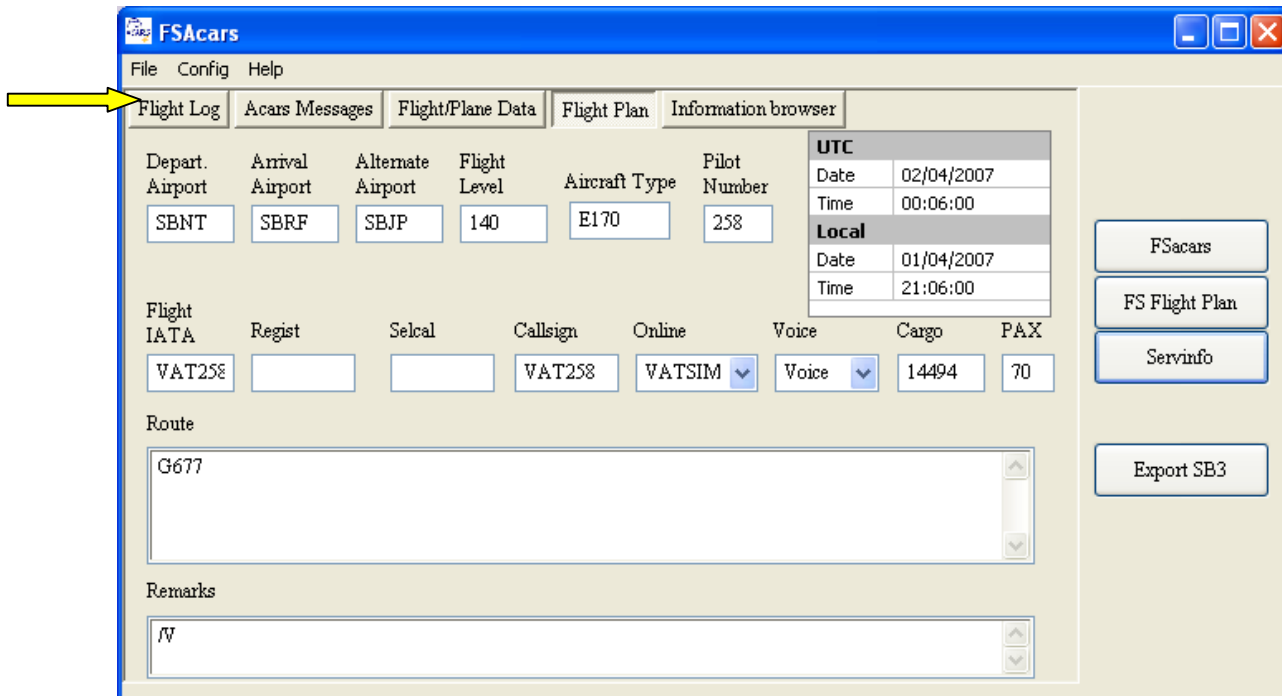 FSAcars
File Config Help
Flight Log Acars Messages Flight/Plane Data Flight Plan Information browser
UTC
Date 02/04/2007
Time 00:06:00
Local
Date 01/04/2007
Time 21:06:00
Depart. Airport Arrival Airport Alternate Airport Flight Level Aircraft Type Pilot Number
SBNT SBRF SBJP 140 E170 258
Flight IATA Regist Selcal Callsign Online Voice Cargo PAX
VAT258 VAT258 VATSIM Voice 14494 70
Route
G677
Remarks
/V
FSacars
FS Flight Plan
Servinfo
Export SB3